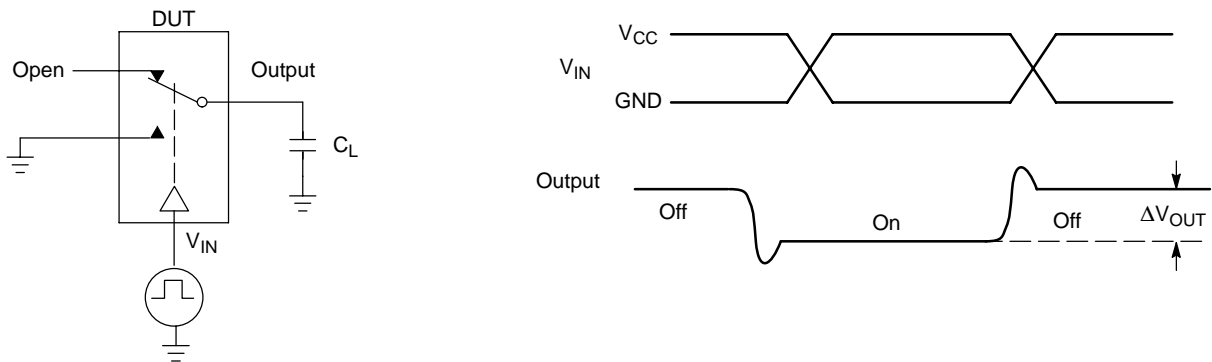 DUT
Open
Output
C_L
V_IN
V_CC
V_IN
GND
Output
Off
On
Off
ΔV_OUT